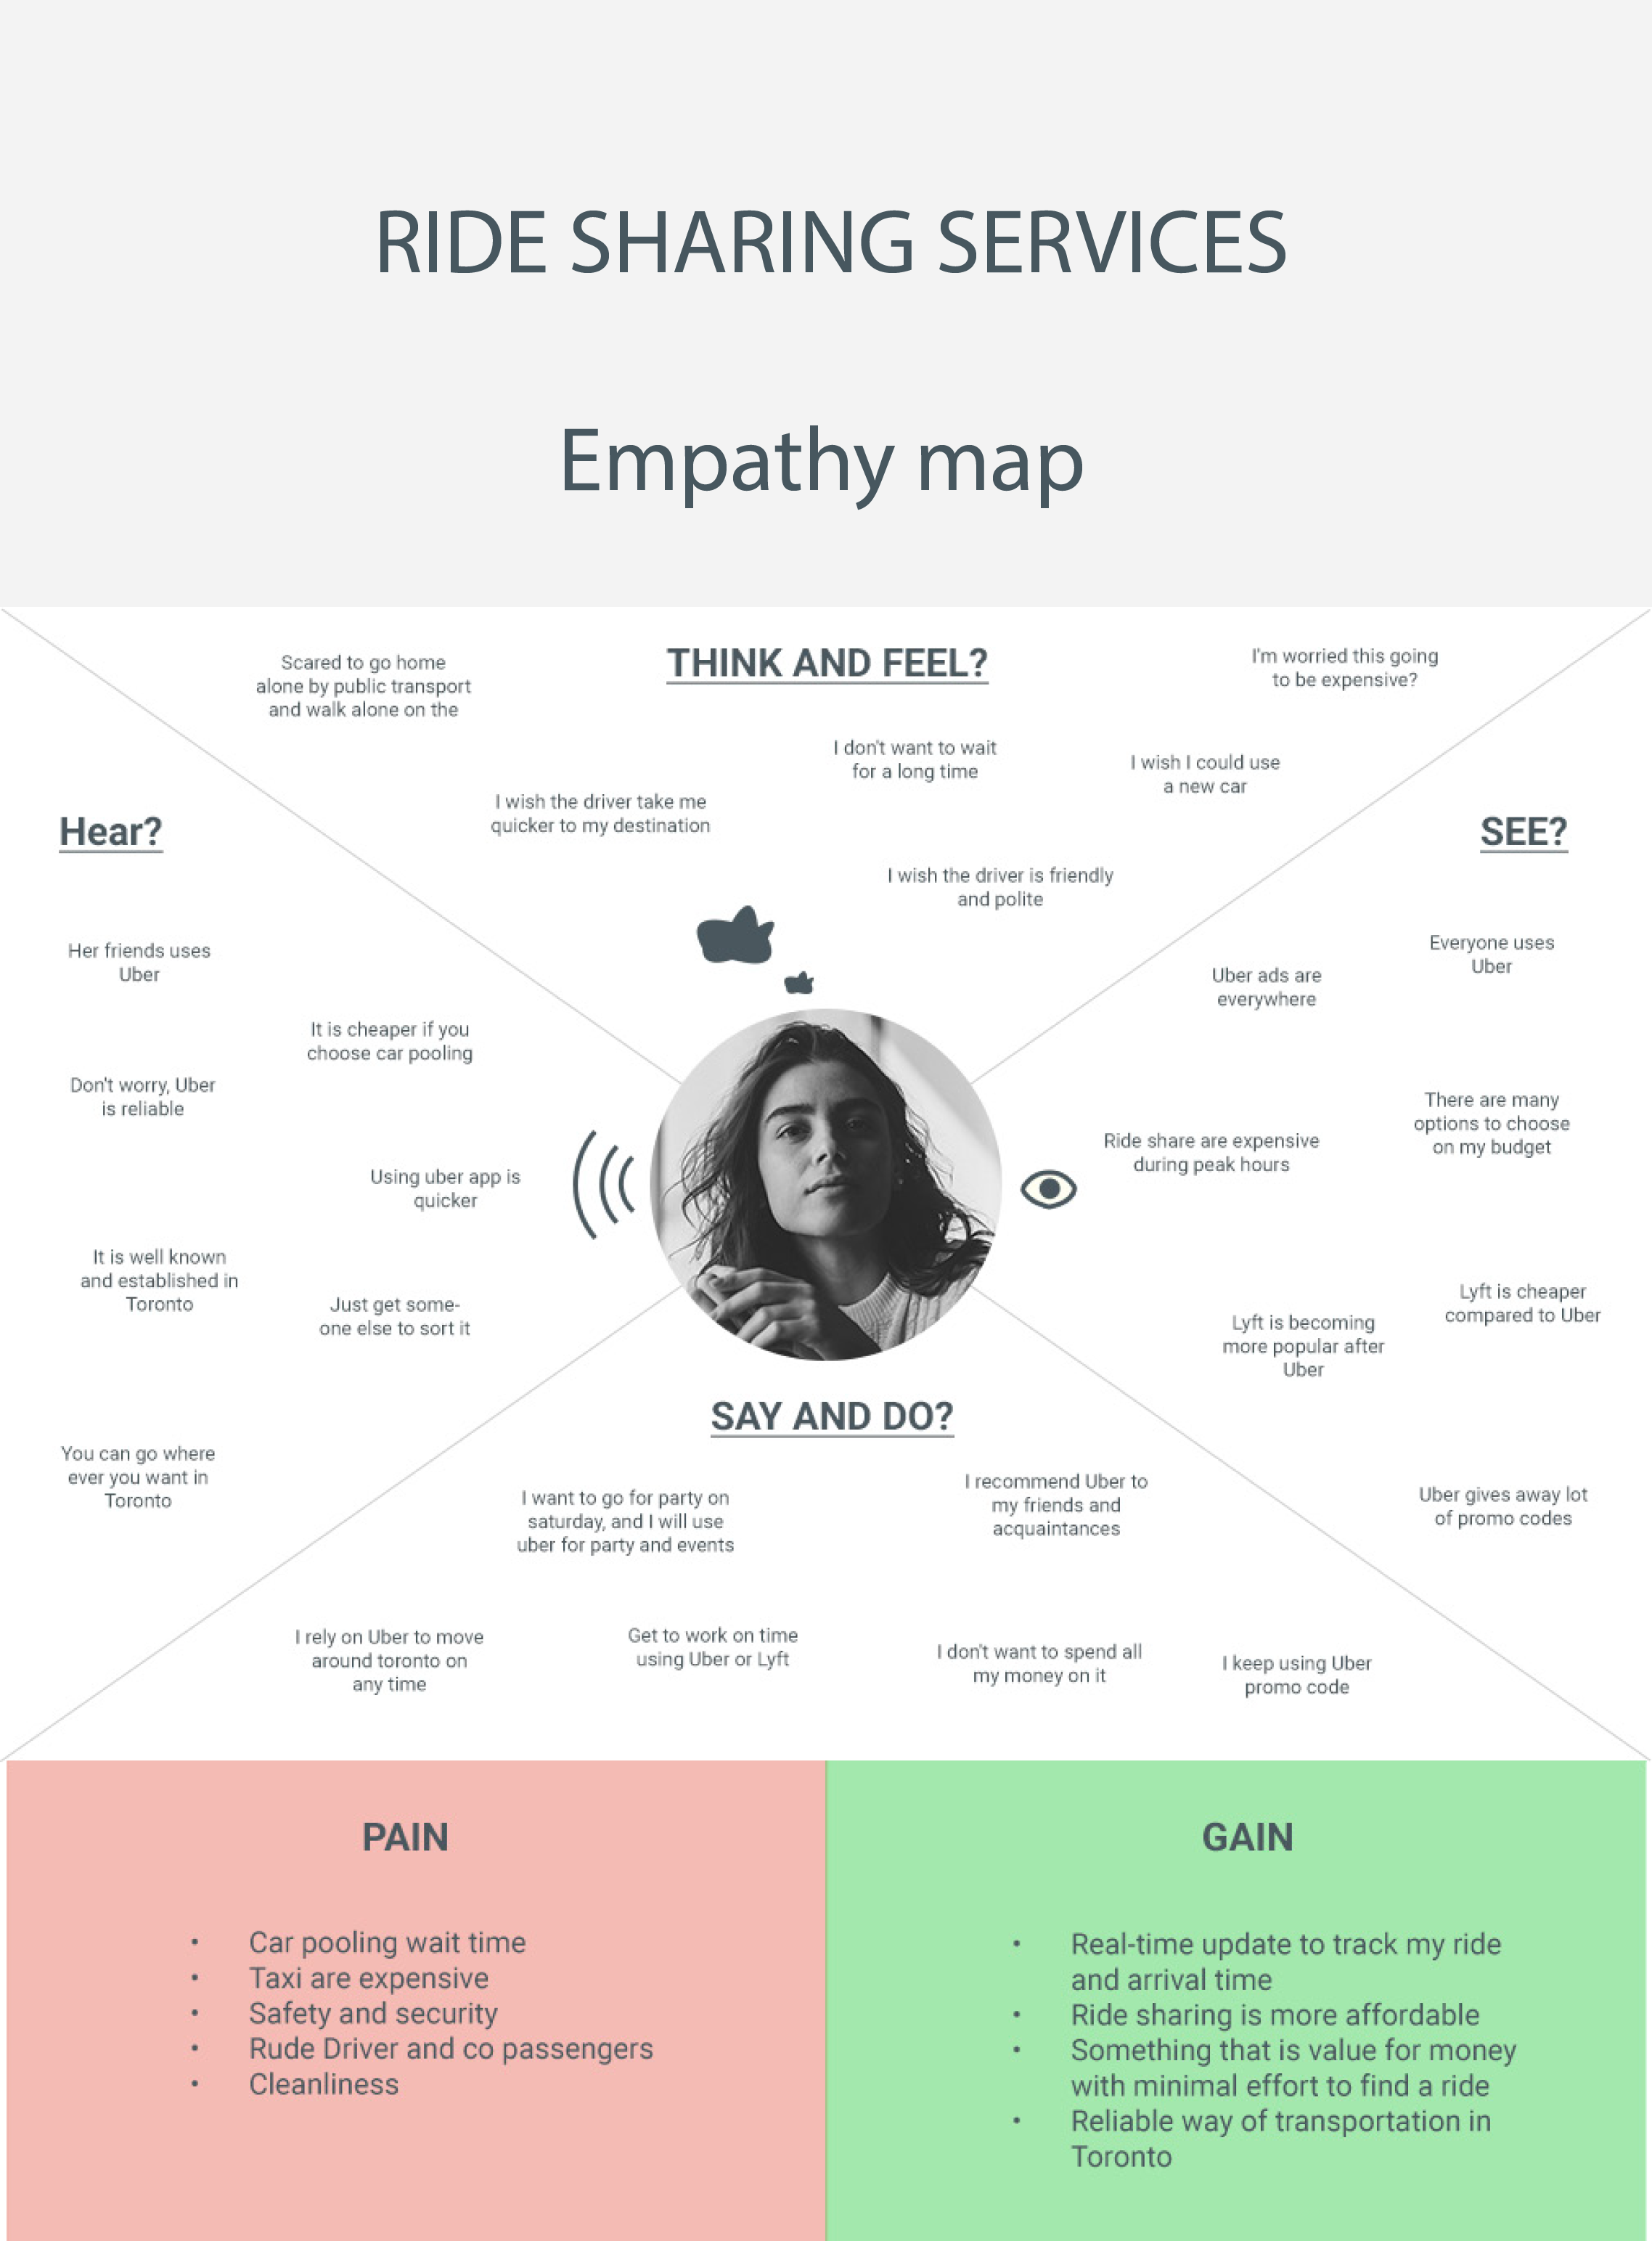 RIDE SHARING SERVICES
Empathy map
THINK AND FEEL?
Scared to go home
alone by public transport
and walk alone on the
I'm worried this going
to be expensive?
I don't want to wait
for a long time
I wish I could use
a new car
I wish the driver take me
quicker to my destination
I wish the driver is friendly
and polite
Hear?
Her friends uses
Uber
It is cheaper if you
choose car pooling
Don't worry, Uber
is reliable
Using uber app is
quicker
It is well known
and established in
Toronto
Just get some-
one else to sort it
You can go where
ever you want in
Toronto
SEE?
Everyone uses
Uber
Uber ads are
everywhere
There are many
options to choose
on my budget
Ride share are expensive
during peak hours
Lyft is cheaper
compared to Uber
Lyft is becoming
more popular after
Uber
Uber gives away lot
of promo codes
SAY AND DO?
I want to go for party on
saturday, and I will use
uber for party and events
I recommend Uber to
my friends and
acquaintances
I rely on Uber to move
around toronto on
any time
Get to work on time
using Uber or Lyft
I don't want to spend all
my money on it
I keep using Uber
promo code
PAIN
• Car pooling wait time
• Taxi are expensive
• Safety and security
• Rude Driver and co passengers
• Cleanliness
GAIN
• Real-time update to track my ride
and arrival time
• Ride sharing is more affordable
• Something that is value for money
with minimal effort to find a ride
• Reliable way of transportation in
Toronto